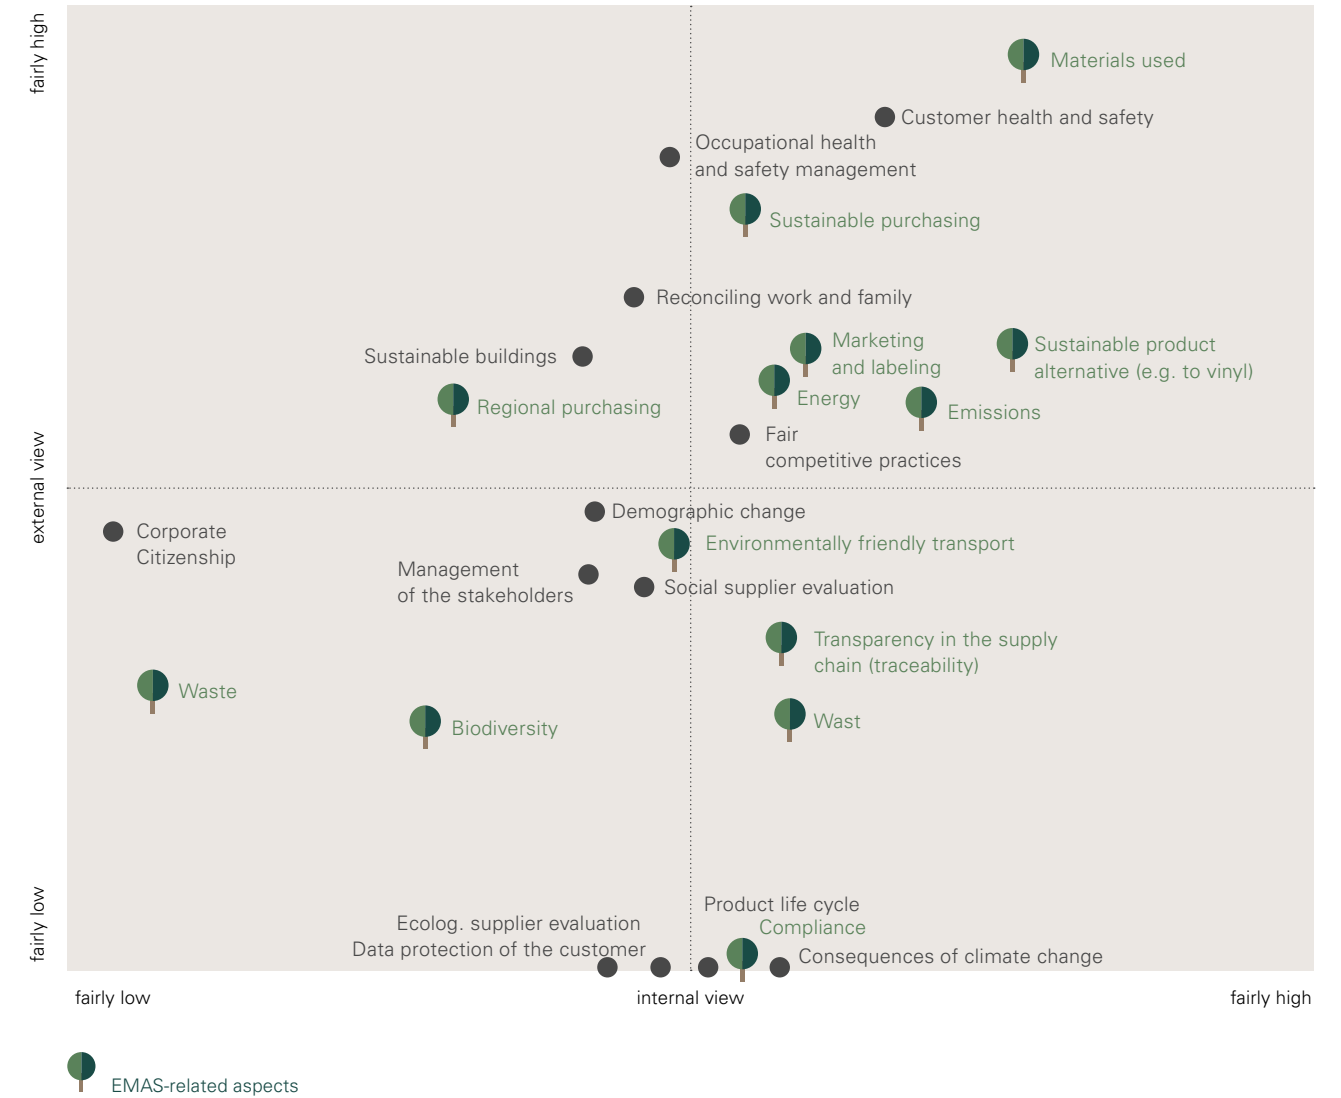 fairly high
Materials used
Customer health and safety
Occupational health
and safety management
Sustainable purchasing
Reconciling work and family
Marketing
and labeling
Sustainable product
alternative (e.g. to vinyl)
Sustainable buildings
Energy
Regional purchasing
Emissions
Fair
competitive practices
external view
Demographic change
Corporate
Citizenship
Environmentally friendly transport
Management
of the stakeholders
Social supplier evaluation
Transparency in the supply
chain (traceability)
Waste
Wast
Biodiversity
fairly low
Product life cycle
Ecolog. supplier evaluation
Compliance
Data protection of the customer
Consequences of climate change
fairly low
internal view
fairly high
EMAS-related aspects